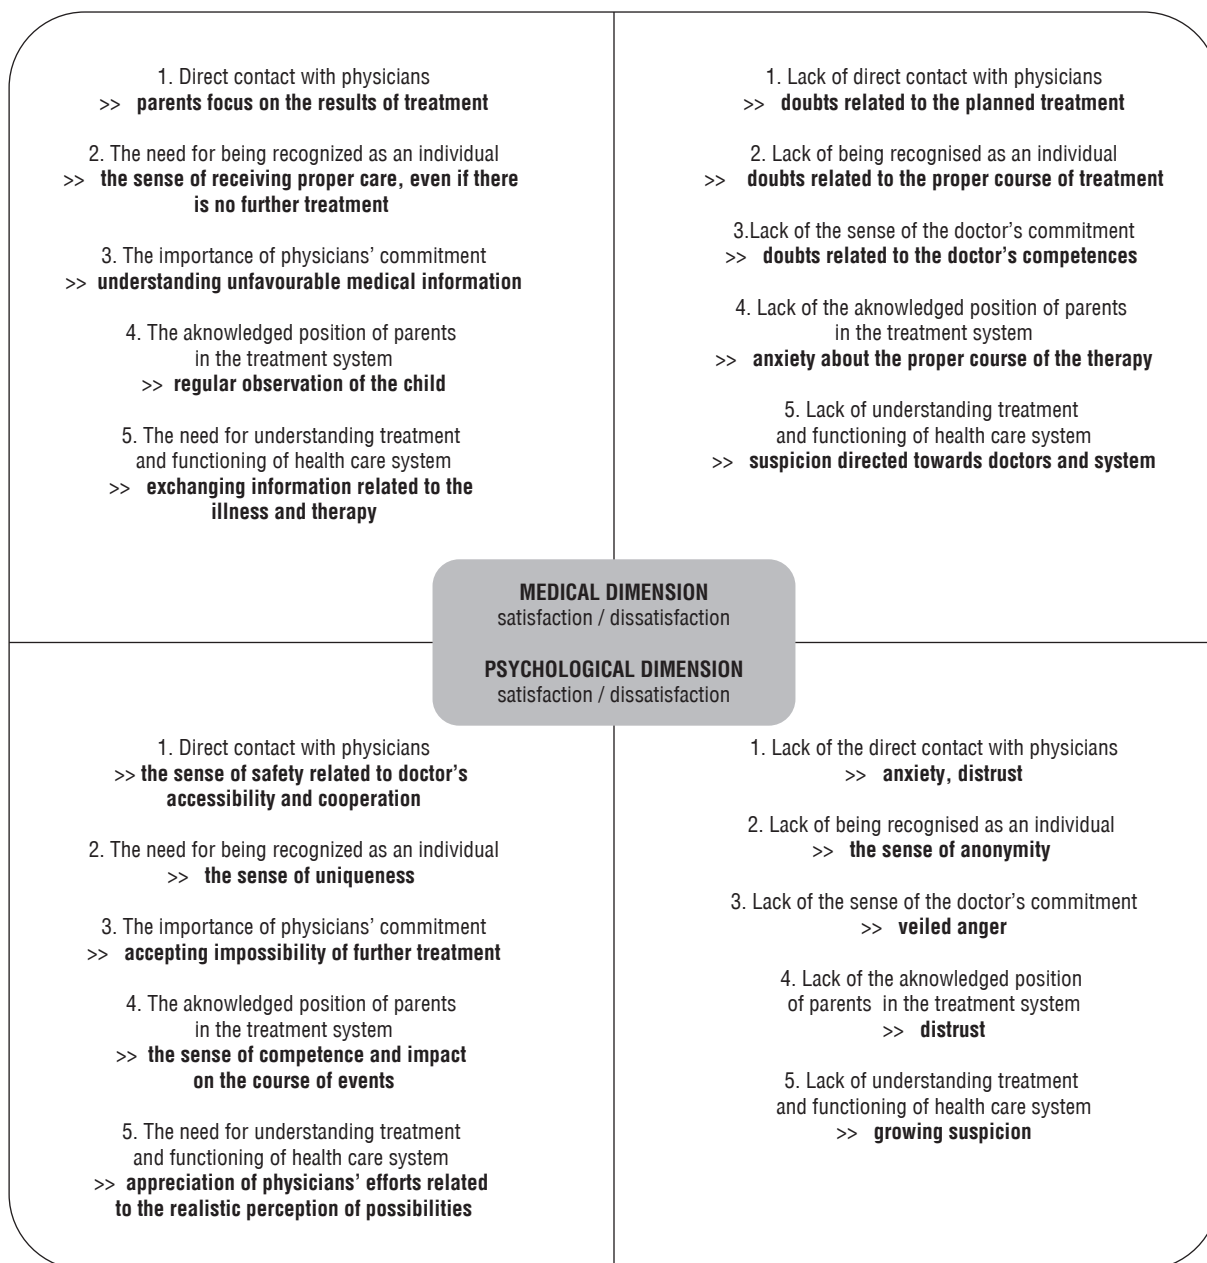 1. Direct contact with physicians
>> parents focus on the results of treatment
2. The need for being recognized as an individual
>> the sense of receiving proper care, even if there
is no further treatment
3. The importance of physicians’ commitment
>> understanding unfavourable medical information
4. The aknowledged position of parents
in the treatment system
>> regular observation of the child
5. The need for understanding treatment
and functioning of health care system
>> exchanging information related to the
illness and therapy
1. Lack of direct contact with physicians
>> doubts related to the planned treatment
2. Lack of being recognised as an individual
>> doubts related to the proper course of treatment
3.Lack of the sense of the doctor’s commitment
>> doubts related to the doctor’s competences
4. Lack of the aknowledged position of parents
in the treatment system
>> anxiety about the proper course of the therapy
5. Lack of understanding treatment
and functioning of health care system
>> suspicion directed towards doctors and system
MEDICAL DIMENSION
satisfaction / dissatisfaction
PSYCHOLOGICAL DIMENSION
satisfaction / dissatisfaction
1. Direct contact with physicians
>> the sense of safety related to doctor’s
accessibility and cooperation
2. The need for being recognized as an individual
>> the sense of uniqueness
3. The importance of physicians’ commitment
>> accepting impossibility of further treatment
4. The aknowledged position of parents
in the treatment system
>> the sense of competence and impact
on the course of events
5. The need for understanding treatment
and functioning of health care system
>> appreciation of physicians’ efforts related
to the realistic perception of possibilities
1. Lack of the direct contact with physicians
>> anxiety, distrust
2. Lack of being recognised as an individual
>> the sense of anonymity
3. Lack of the sense of the doctor’s commitment
>> veiled anger
4. Lack of the aknowledged position
of parents in the treatment system
>> distrust
5. Lack of understanding treatment
and functioning of health care system
>> growing suspicion